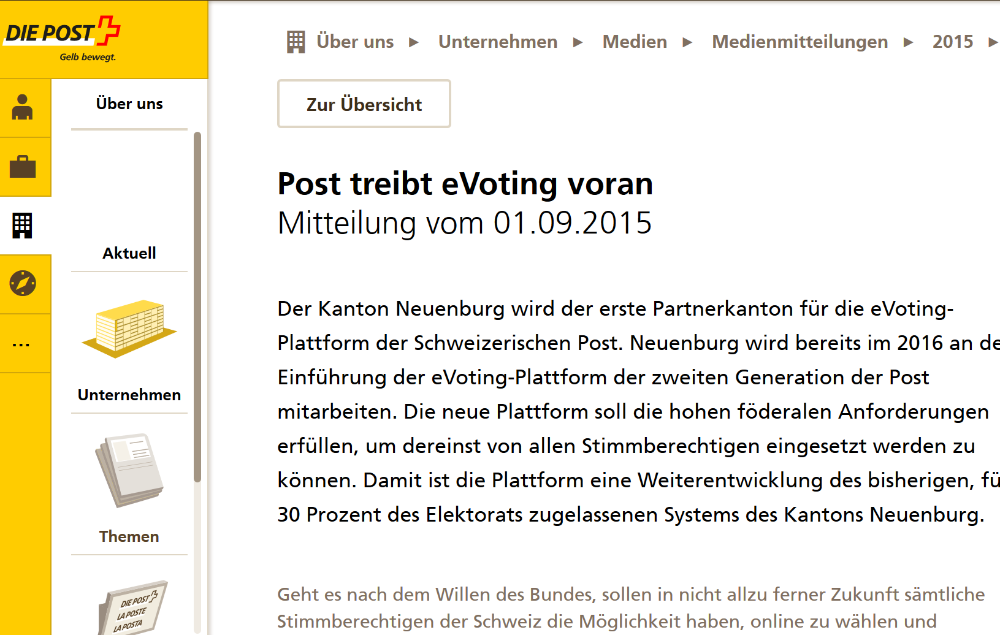 DIE POST
Gelb bewegt.
Über uns
Aktuell
Unternehmen
Themen
DIE POST
LA POSTE
LA POSTA
...
Über uns ▶ Unternehmen ▶ Medien ▶ Medienmitteilungen ▶ 2015 ▶
Zur Übersicht
Post treibt eVoting voran
Mitteilung vom 01.09.2015
Der Kanton Neuenburg wird der erste Partnerkanton für die eVoting-
Plattform der Schweizerischen Post. Neuenburg wird bereits im 2016 an de
Einführung der eVoting-Plattform der zweiten Generation der Post
mitarbeiten. Die neue Plattform soll die hohen föderalen Anforderungen
erfüllen, um dereinst von allen Stimmberechtigen eingesetzt werden zu
können. Damit ist die Plattform eine Weiterentwicklung des bisherigen, fü
30 Prozent des Elektorats zugelassenen Systems des Kantons Neuenburg.
Geht es nach dem Willen des Bundes, sollen in nicht allzu ferner Zukunft sämtliche
Stimmberechtigen der Schweiz die Möglichkeit haben, online zu wählen und